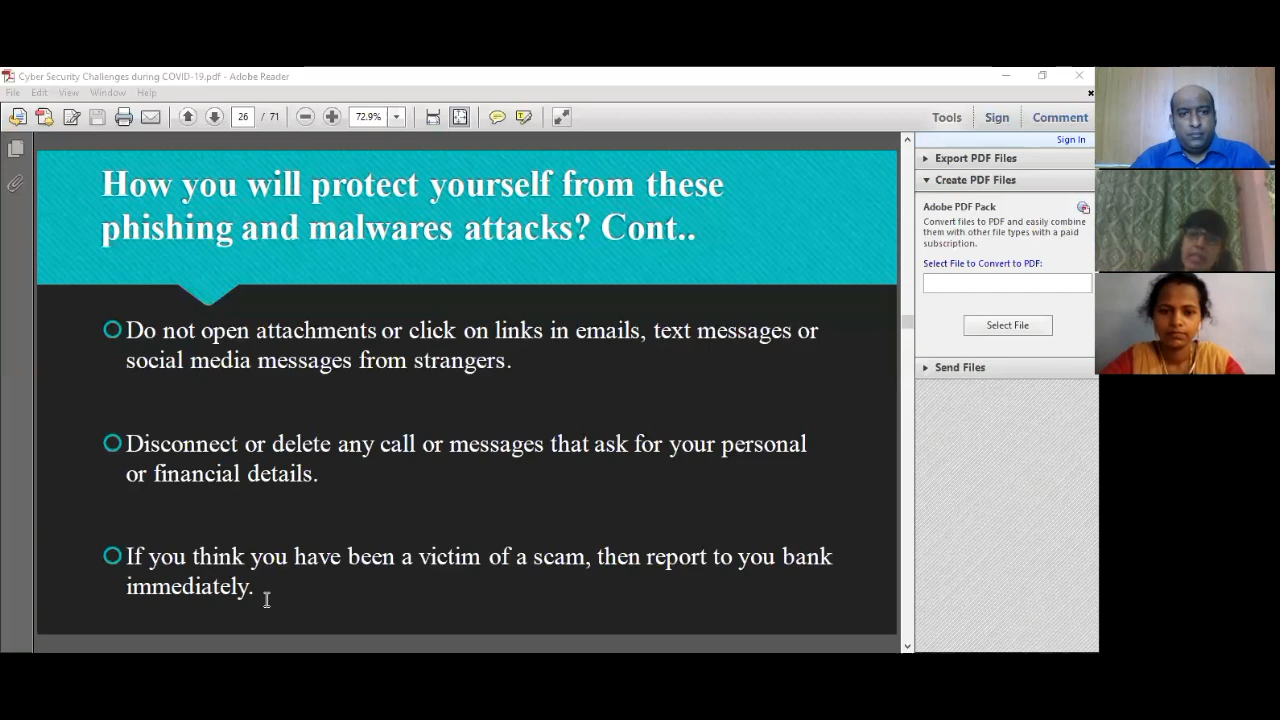 Cyber Security Challenges during COVID-19.pdf - Adobe Reader
File Edit View Window Help
26 / 71
72.9%
Tools
Sign
Comment
Sign In
How you will protect yourself from these
phishing and malwares attacks? Cont..
Do not open attachments or click on links in emails, text messages or
social media messages from strangers.
Disconnect or delete any call or messages that ask for your personal
or financial details.
If you think you have been a victim of a scam, then report to you bank
immediately.
Export PDF Files
Create PDF Files
Adobe PDF Pack
Convert files to PDF and easily combine
them with other file types with a paid
subscription.
Select File to Convert to PDF:
Select File
Send Files